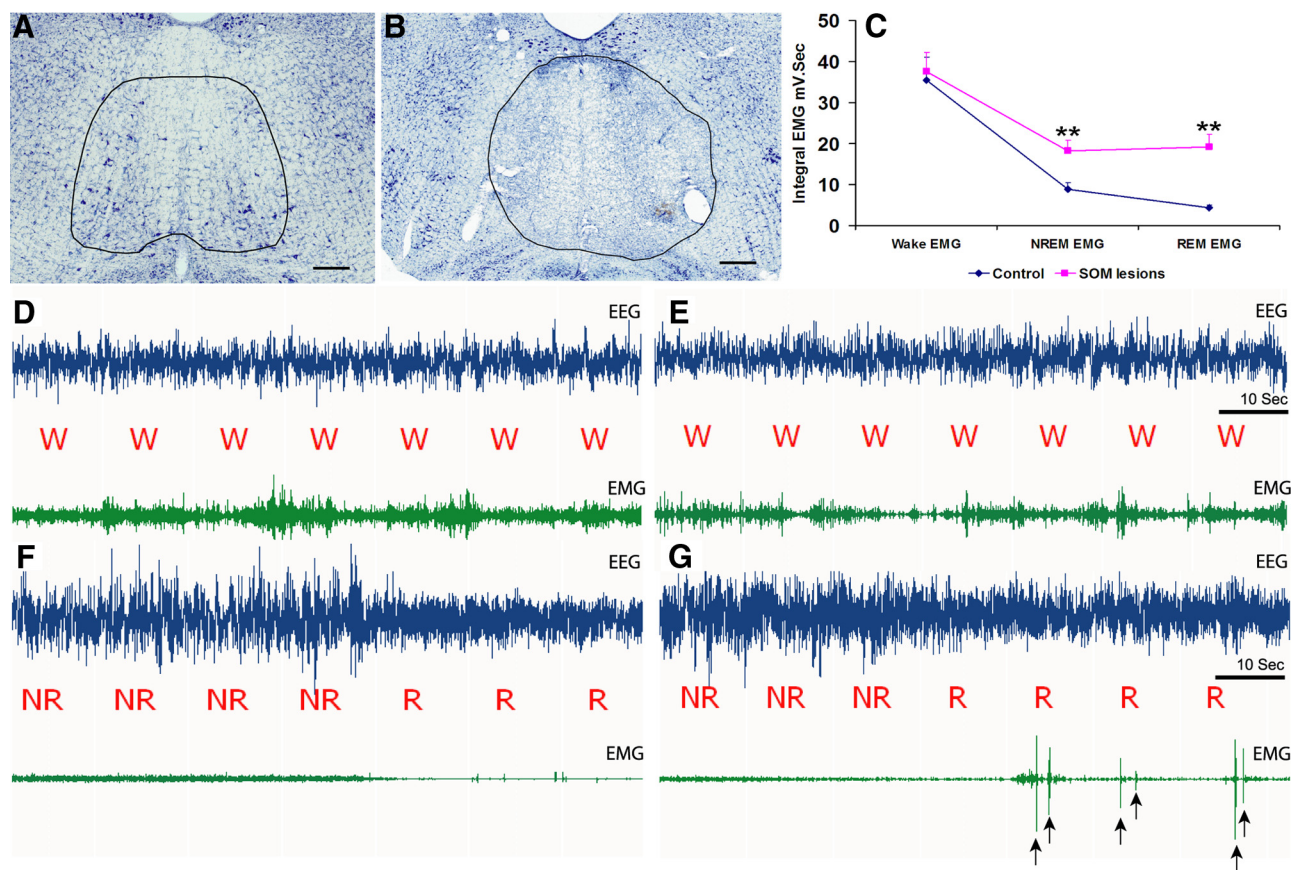 A
B
C
Integral EMG mV.Sec
50
40
30
20
10
0
**
**
Wake EMG NREM EMG REM EMG
Control SOM lesions
D
EEG
W W W W W W W
EMG
E
EEG
10 Sec
W W W W W W W
EMG
F
EEG
NR NR NR NR R R R
EMG
G
EEG
10 Sec
NR NR NR R R R R
EMG